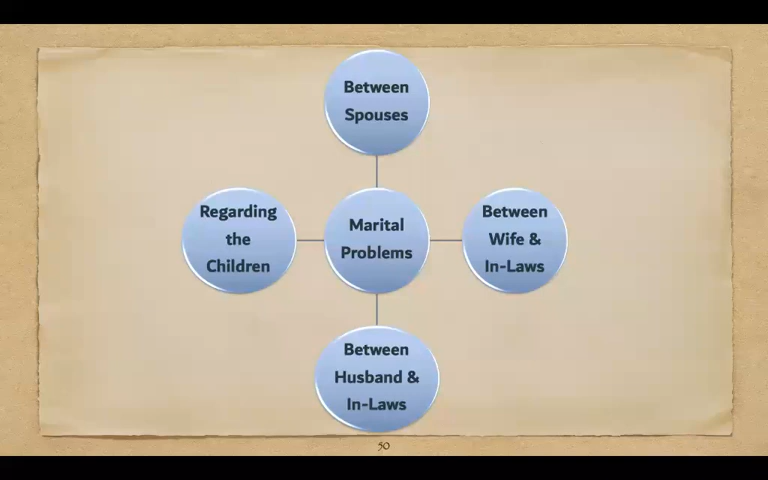 Between
Spouses
Regarding
the
Children
Marital
Problems
Between
Wife &
In-Laws
Between
Husband &
In-Laws
50